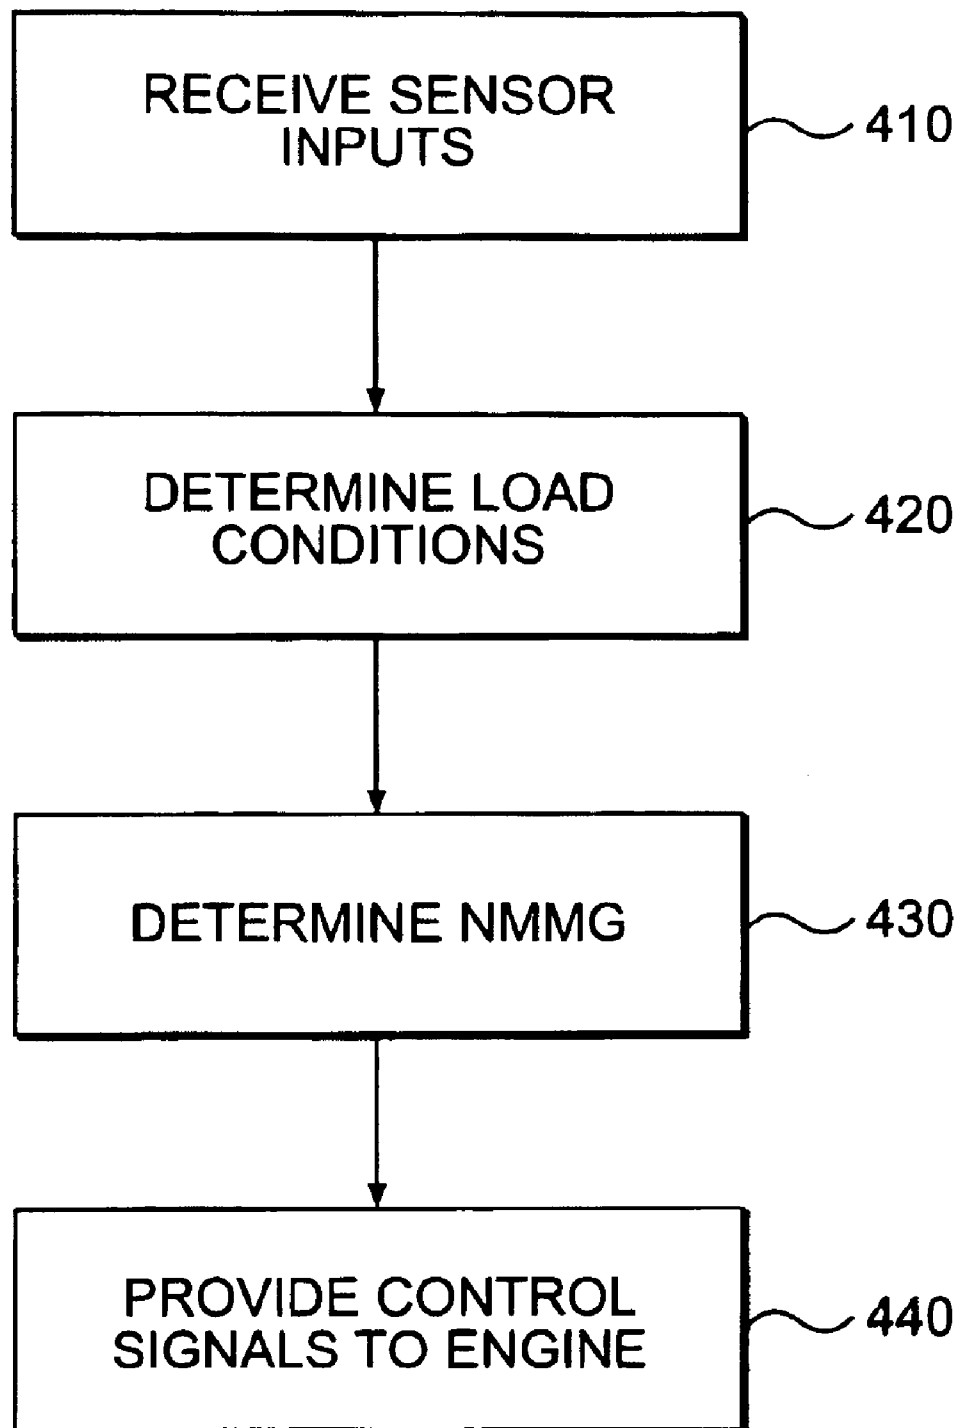 RECEIVE SENSOR
INPUTS
410
DETERMINE LOAD
CONDITIONS
420
DETERMINE NMMG
430
PROVIDE CONTROL
SIGNALS TO ENGINE
440